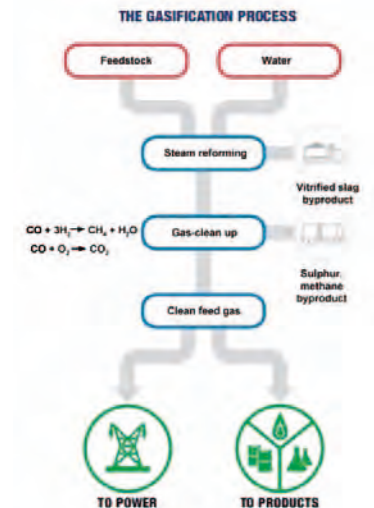 THE GASIFICATION PROCESS
Feedstock
Water
Steam reforming
Vitrified slag
byproduct
CO + 3H₂ → CH₄ + H₂O
CO + O₂ → CO₂
Gas-clean up
Sulphur.
methane
byproduct
Clean feed gas
TO POWER
TO PRODUCTS